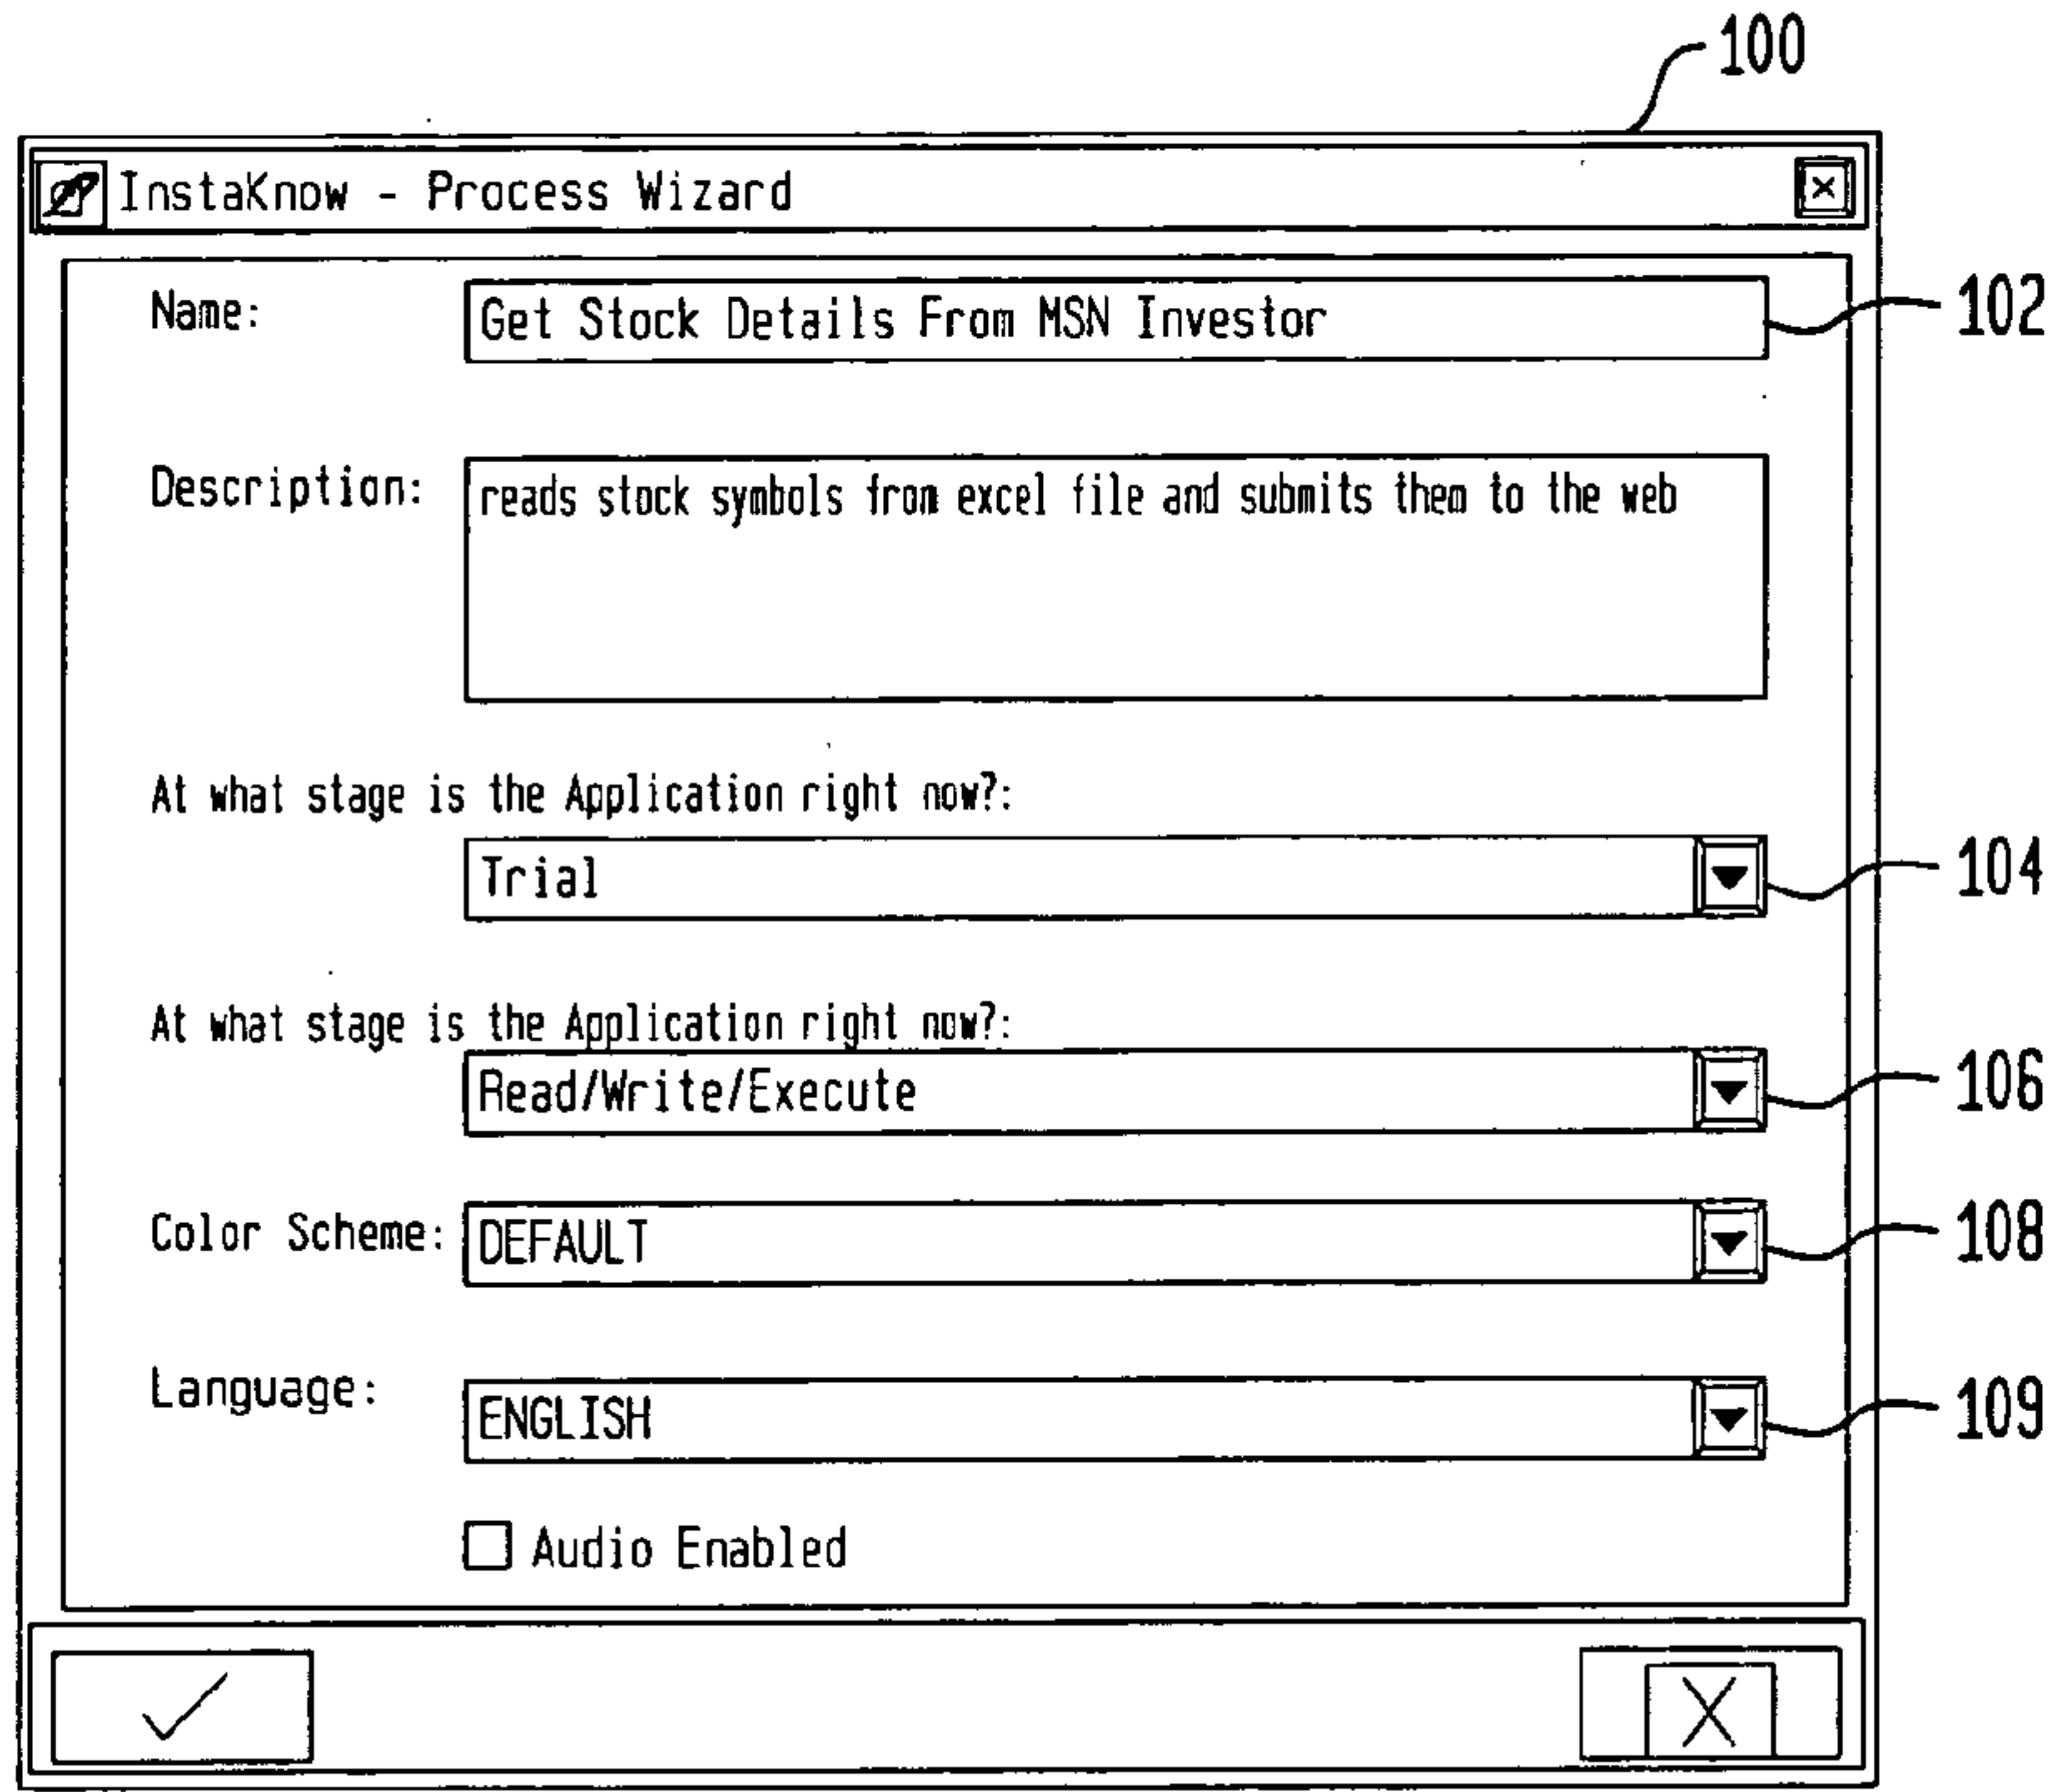 100
InstaKnow - Process Wizard
Name: Get Stock Details From MSN Investor 102
Description: reads stock symbols from excel file and submits them to the web
At what stage is the Application right now?:
Trial 104
At what stage is the Application right now?:
Read/Write/Execute 106
Color Scheme: DEFAULT 108
Language: ENGLISH 109
Audio Enabled